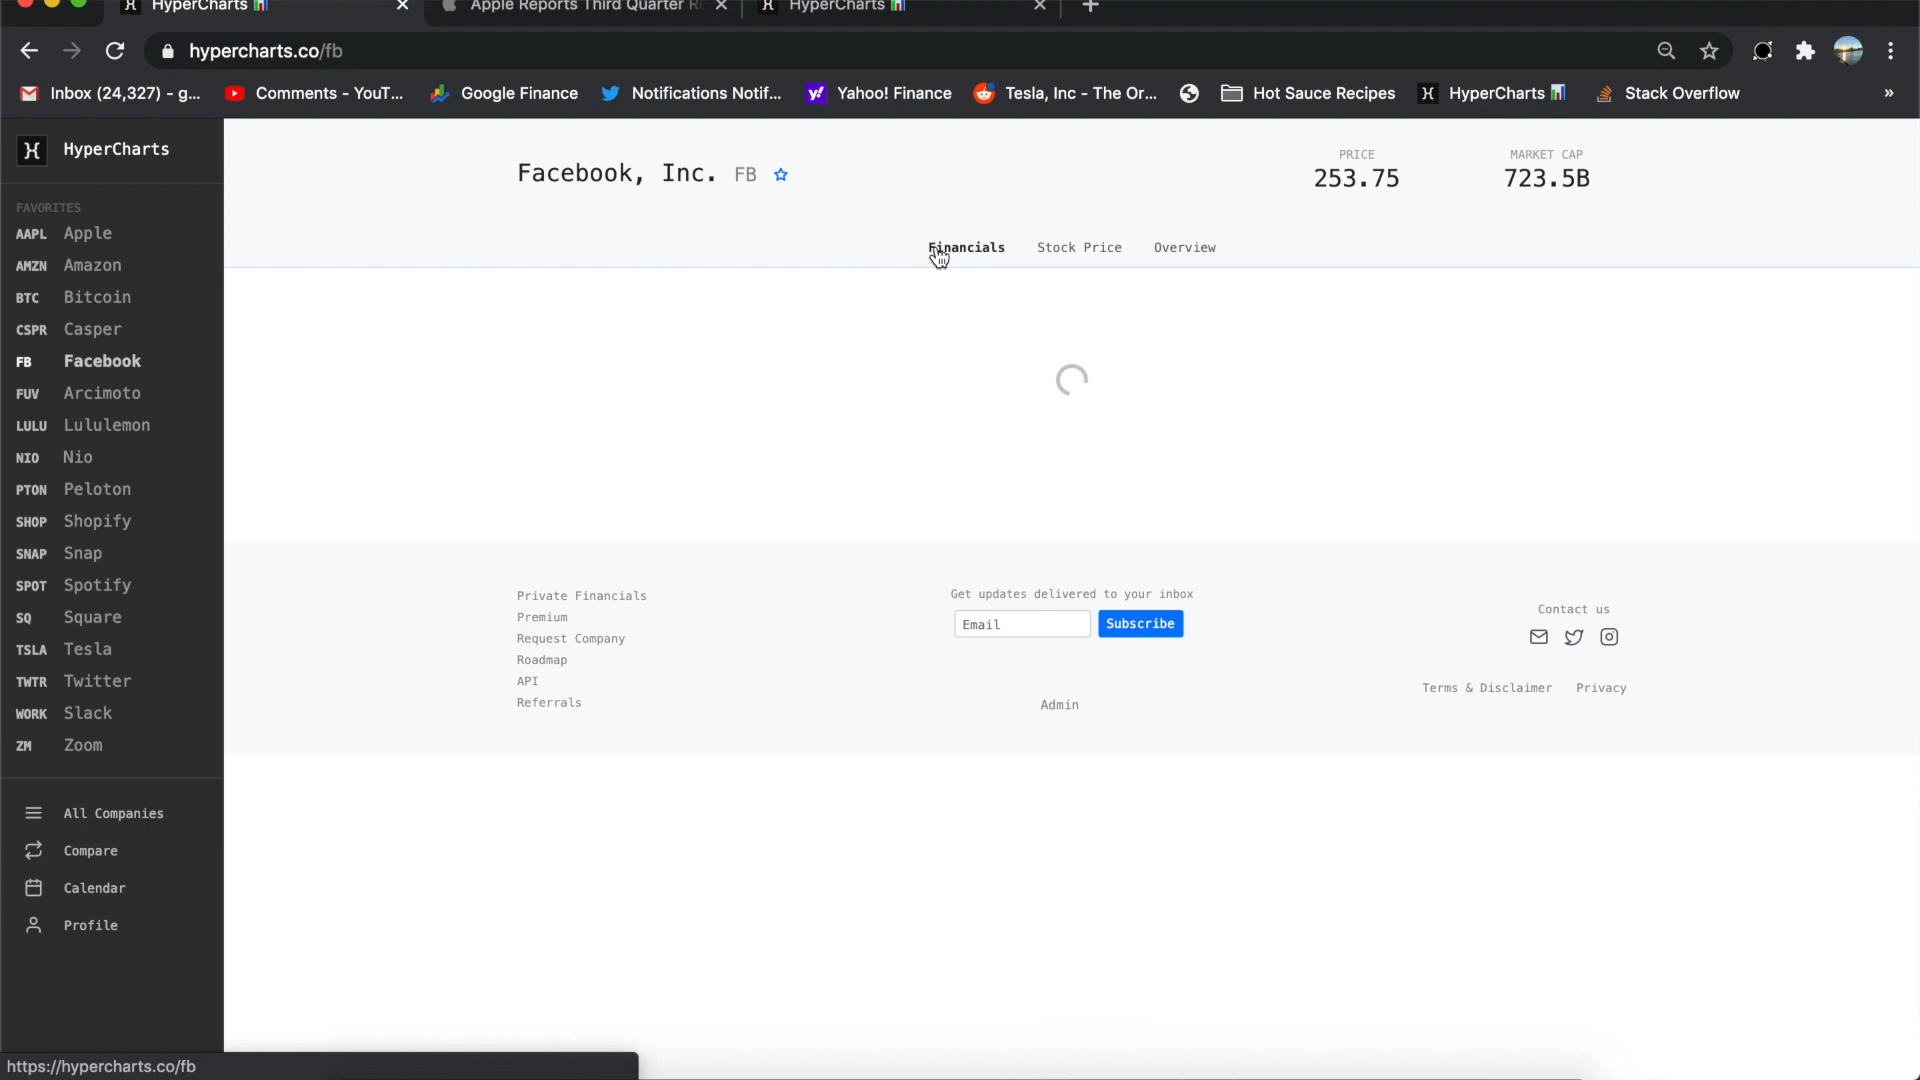 HyperCharts
Apple Reports Third Quarter R
HyperCharts
hypercharts.co/fb
Inbox (24,327) - g...
Comments - YouT...
Google Finance
Notifications Notif...
Yahoo! Finance
Tesla, Inc - The Or...
Hot Sauce Recipes
HyperCharts
Stack Overflow
»
HyperCharts
FAVORITES
AAPL Apple
AMZN Amazon
BTC Bitcoin
CSPR Casper
FB Facebook
FUV Arcimoto
LULU Lululemon
NIO Nio
PTON Peloton
SHOP Shopify
SNAP Snap
SPOT Spotify
SQ Square
TSLA Tesla
TWTR Twitter
WORK Slack
ZM Zoom
All Companies
Compare
Calendar
Profile
https://hypercharts.co/fb
Facebook, Inc. FB
PRICE
253.75
MARKET CAP
723.5B
Financials Stock Price Overview
Private Financials
Premium
Request Company
Roadmap
API
Referrals
Get updates delivered to your inbox
Email Subscribe
Admin
Contact us
Terms & Disclaimer Privacy